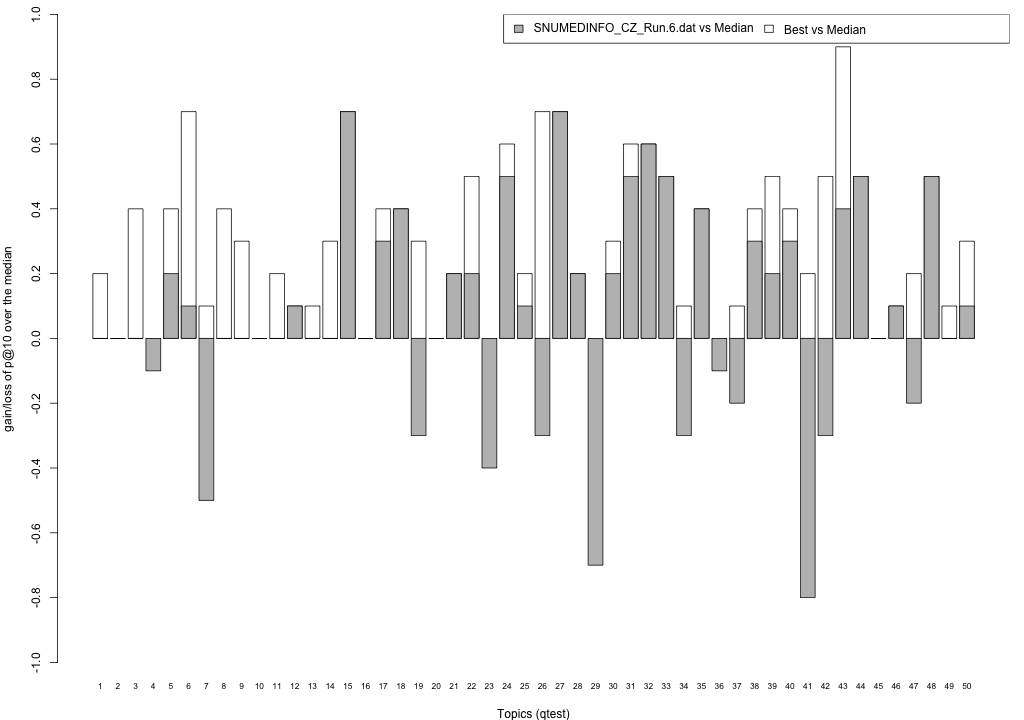 SNUMEDINFO_CZ_Run.6.dat vs Median Best vs Median
1.0
0.8
0.6
0.4
0.2
0.0
-0.2
-0.4
-0.6
-0.8
-1.0
gain/loss of p@10 over the median
1 2 3 4 5 6 7 8 9 10 11 12 13 14 15 16 17 18 19 20 21 22 23 24 25 26 27 28 29 30 31 32 33 34 35 36 37 38 39 40 41 42 43 44 45 46 47 48 49 50
Topics (qtest)